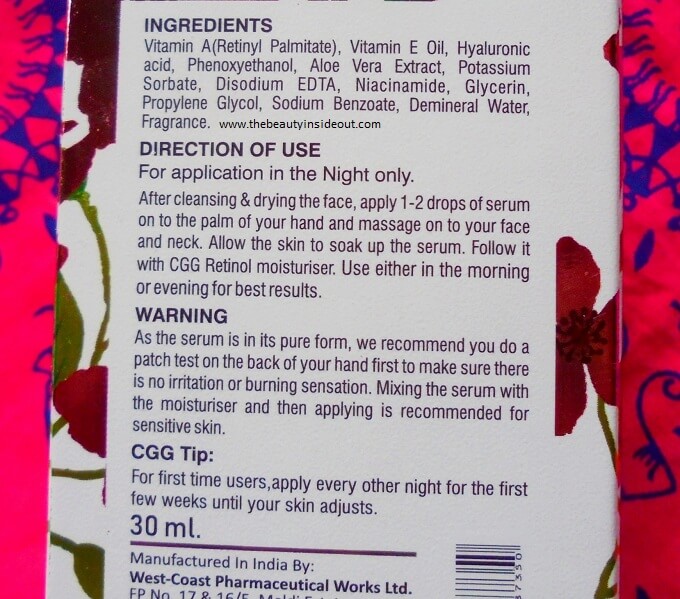 INGREDIENTS
Vitamin A(Retinyl Palmitate), Vitamin E Oil, Hyaluronic
acid, Phenoxyethanol, Aloe Vera Extract, Potassium
Sorbate, Disodium EDTA, Niacinamide, Glycerin,
Propylene Glycol, Sodium Benzoate, Demineral Water,
Fragrance. www.thebeautyinsideout.com
DIRECTION OF USE
For application in the Night only.
After cleansing & drying the face, apply 1-2 drops of serum
on to the palm of your hand and massage on to your face
and neck. Allow the skin to soak up the serum. Follow it
with CGG Retinol moisturiser. Use either in the morning
or evening for best results.
WARNING
As the serum is in its pure form, we recommend you do a
patch test on the back of your hand first to make sure there
is no irritation or burning sensation. Mixing the serum with
the moisturiser and then applying is recommended for
sensitive skin.
CGG Tip:
For first time users,apply every other night for the first
few weeks until your skin adjusts.
30 ml.
Manufactured In India By:
West-Coast Pharmaceutical Works Ltd.
FP No. 17 & 16/5,